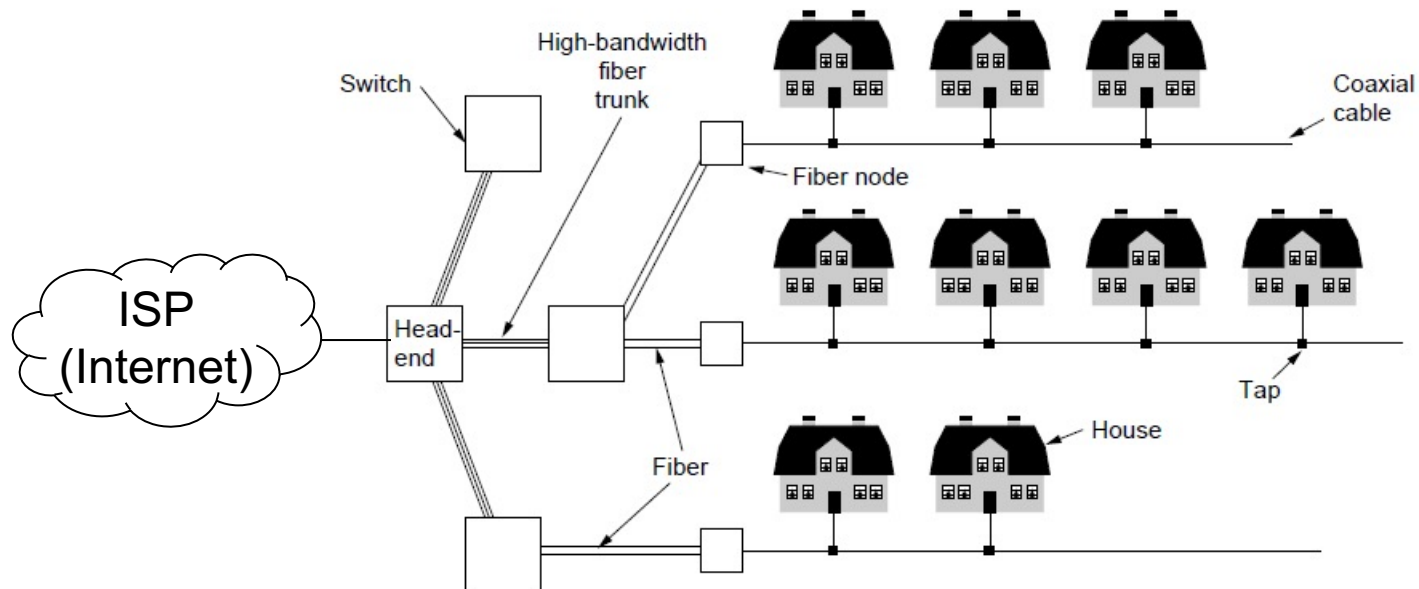 High-bandwidth
fiber
trunk
Switch
Coaxial
cable
Fiber node
ISP
(Internet)
Head-
end
Tap
House
Fiber